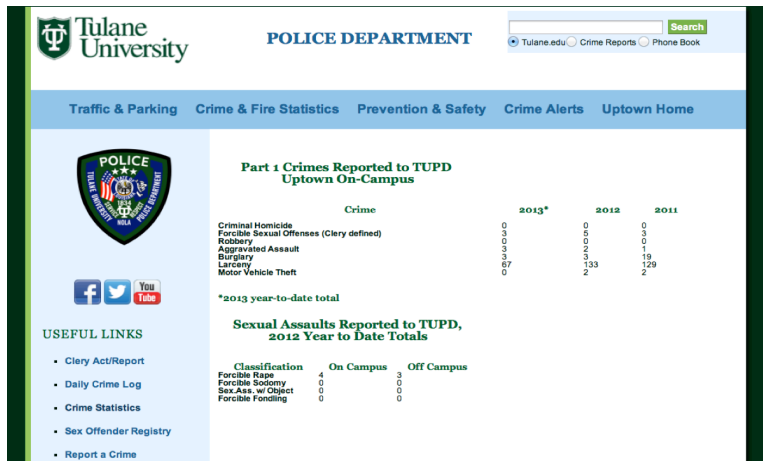 Tulane
University
POLICE DEPARTMENT
Search
Tulane.edu Crime Reports Phone Book
Traffic & Parking Crime & Fire Statistics Prevention & Safety Crime Alerts Uptown Home
POLICE
TULANE UNIVERSITY
POLICE DEPARTMENT
1834
NOLA
You
Tube
USEFUL LINKS
Clery Act/Report
Daily Crime Log
Crime Statistics
Sex Offender Registry
Report a Crime
Part 1 Crimes Reported to TUPD
Uptown On-Campus
Crime 2013* 2012 2011
Criminal Homicide 0 0 0
Forcible Sexual Offenses (Clery defined) 3 5 3
Robbery 0 0 0
Aggravated Assault 3 2 1
Burglary 3 3 19
Larceny 67 133 129
Motor Vehicle Theft 0 2 2
*2013 year-to-date total
Sexual Assaults Reported to TUPD,
2012 Year to Date Totals
Classification On Campus Off Campus
Forcible Rape 4 3
Forcible Sodomy 0 0
Sex.Ass. w/ Object 0 0
Forcible Fondling 0 0